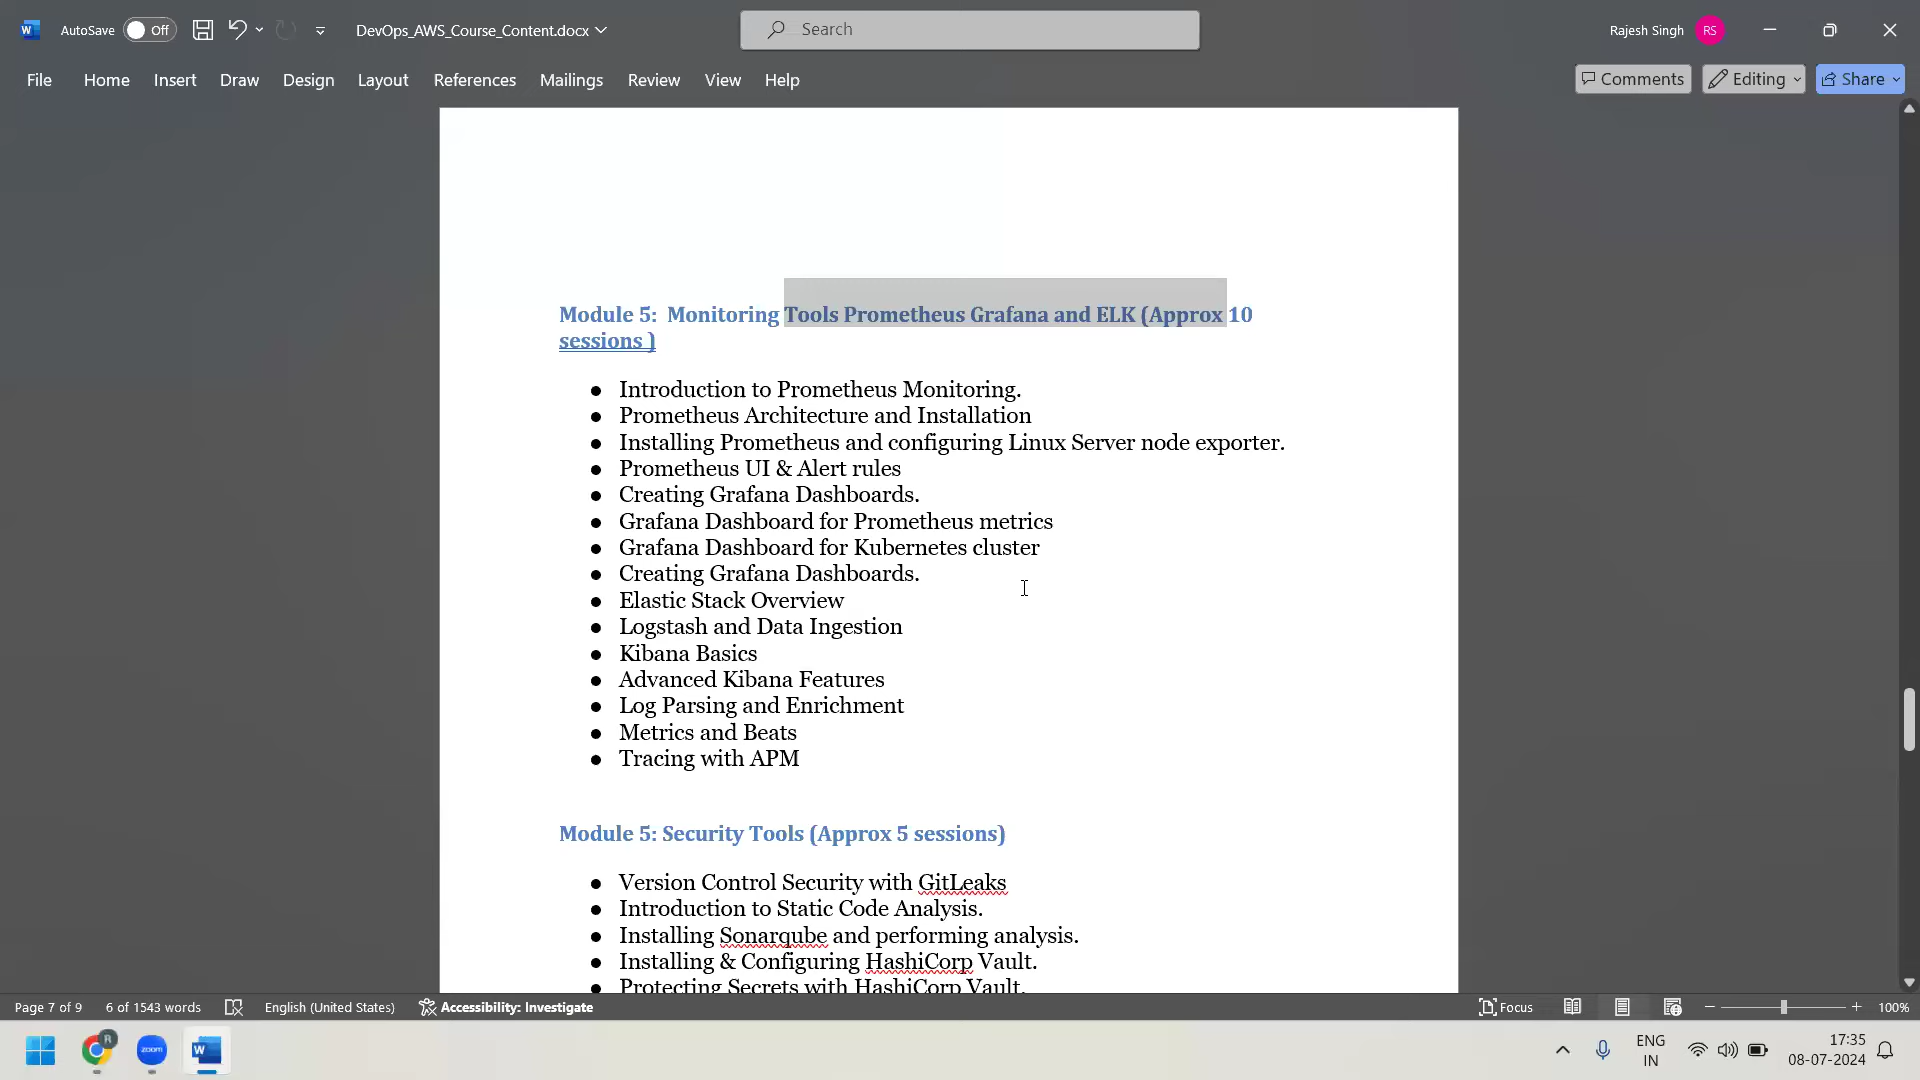 AutoSave Off DevOps_AWS_Course_Content.docx Search Rajesh Singh RS
File Home Insert Draw Design Layout References Mailings Review View Help Comments Editing Share
Module 5: Monitoring Tools Prometheus Grafana and ELK (Approx 10
sessions )
● Introduction to Prometheus Monitoring.
● Prometheus Architecture and Installation
● Installing Prometheus and configuring Linux Server node exporter.
● Prometheus UI & Alert rules
● Creating Grafana Dashboards.
● Grafana Dashboard for Prometheus metrics
● Grafana Dashboard for Kubernetes cluster
● Creating Grafana Dashboards.
● Elastic Stack Overview
● Logstash and Data Ingestion
● Kibana Basics
● Advanced Kibana Features
● Log Parsing and Enrichment
● Metrics and Beats
● Tracing with APM
Module 5: Security Tools (Approx 5 sessions)
● Version Control Security with GitLeaks
● Introduction to Static Code Analysis.
● Installing Sonarqube and performing analysis.
● Installing & Configuring HashiCorp Vault.
● Protecting Secrets with HashiCorp Vault.
Page 7 of 9 6 of 1543 words English (United States) Accessibility: Investigate Focus 100%
R zoom W ENG 17:35
IN 08-07-2024